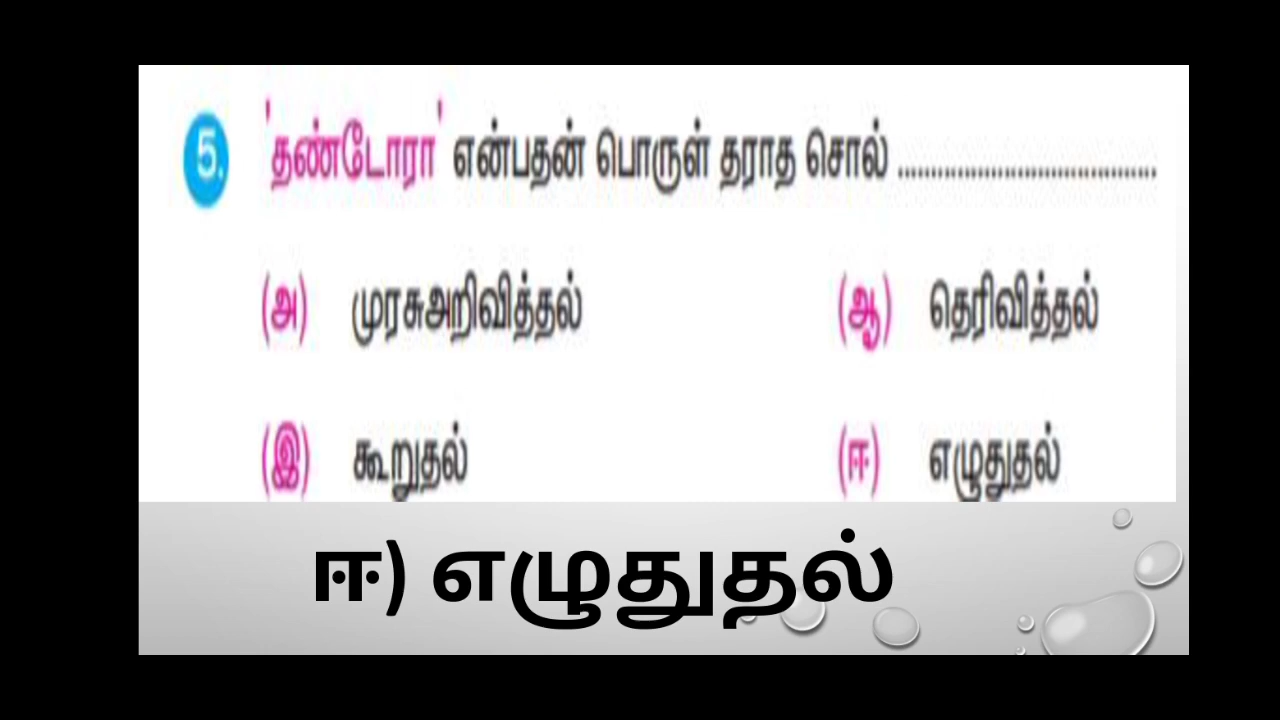 5. 'தண்டோரா' என்பதன் பொருள் தராத சொல் ....................................
(அ) முரசுஅறிவித்தல் (ஆ) தெரிவித்தல்
(இ) கூறுதல் (ஈ) எழுதுதல்
ஈ) எழுதுதல்